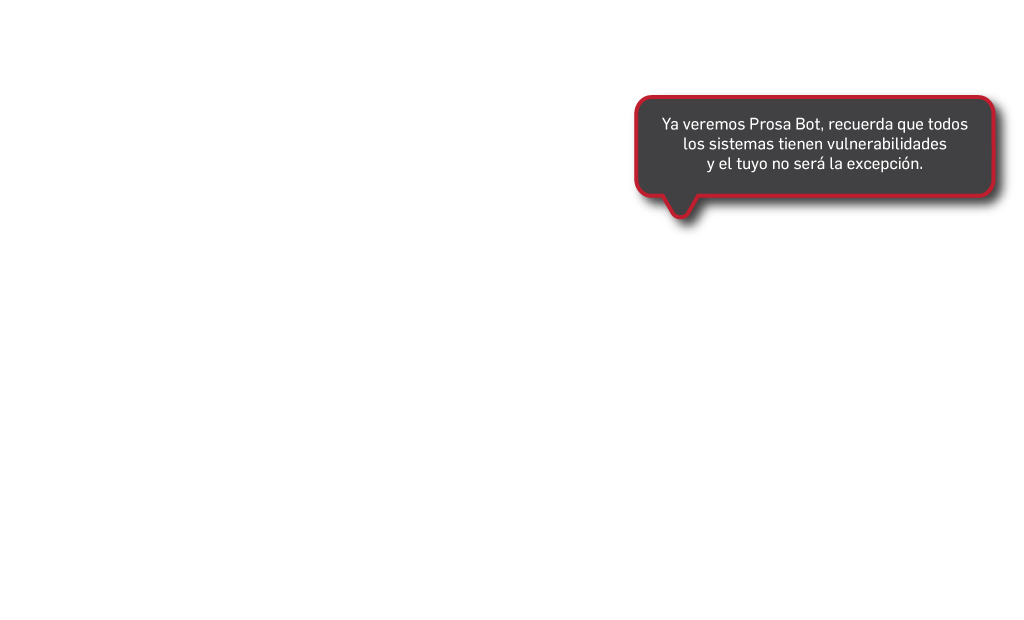 Ya veremos Prosa Bot, recuerda que todos
los sistemas tienen vulnerabilidades
y el tuyo no será la excepción.